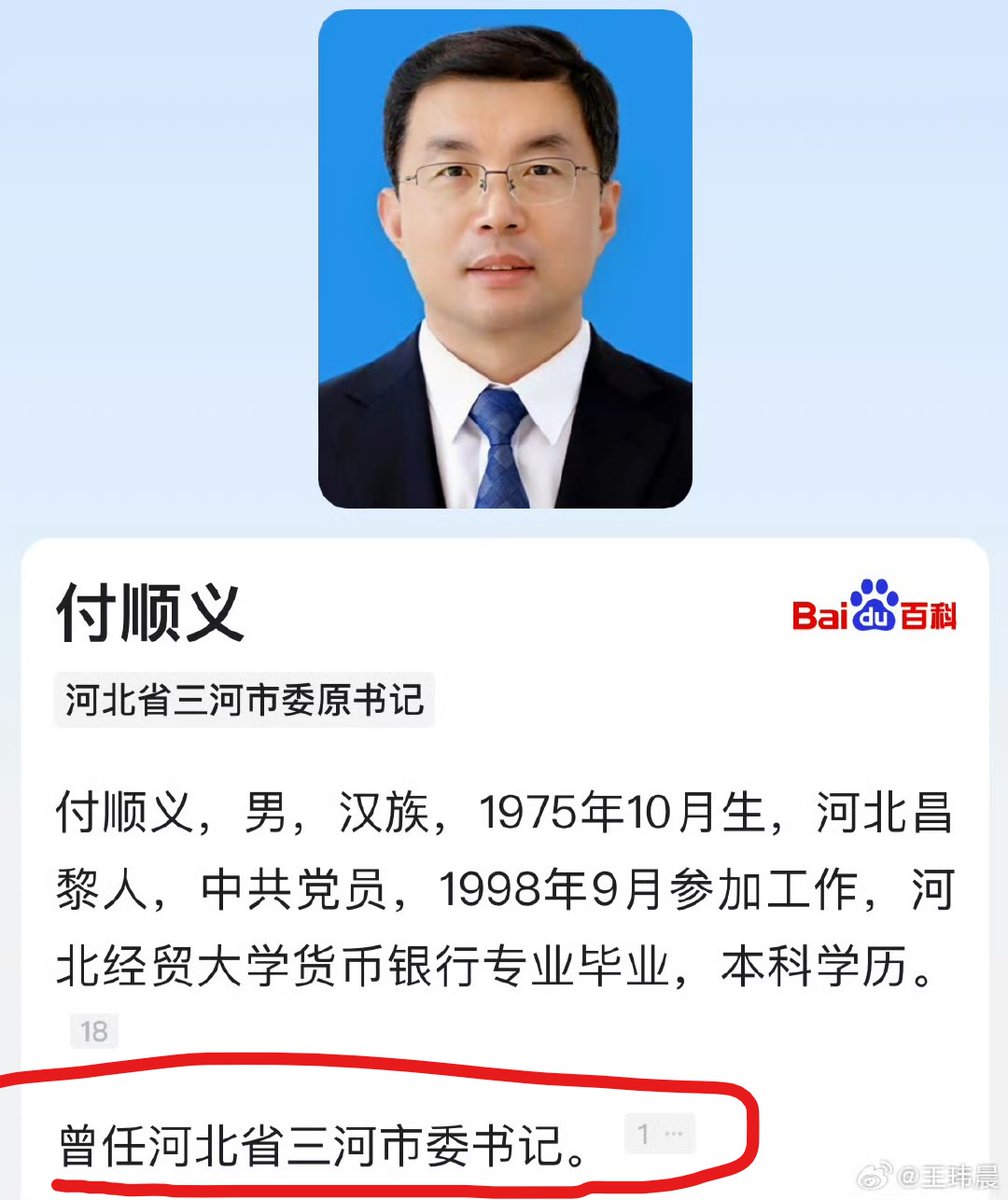 付顺义
Baidu百科
河北省三河市委原书记
付顺义，男，汉族，1975年10月生，河北昌
黎人，中共党员，1998年9月参加工作，河
北经贸大学货币银行专业毕业，本科学历。
18
曾任河北省三河市委书记。 1 ···
@王玮晨